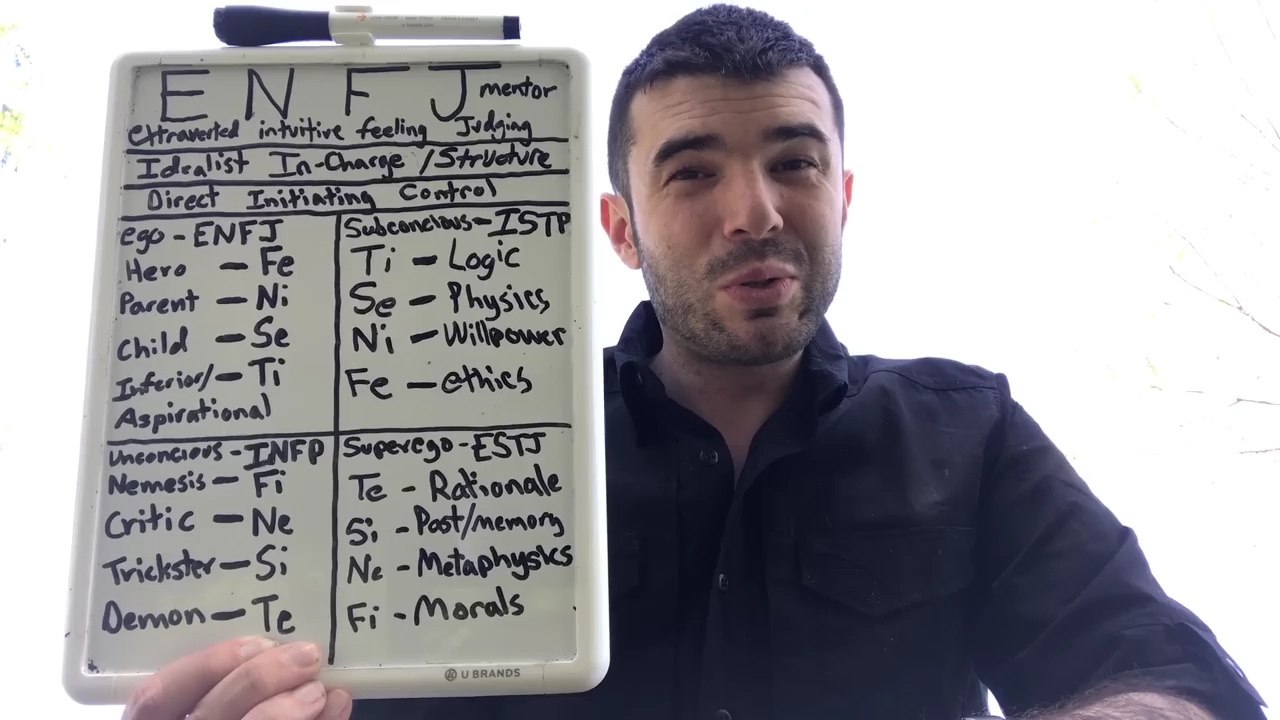 E N F J mentor
extraverted intuitive feeling Judging
Idealist In-Charge / Structure
Direct Initiating Control
ego - ENFJ
Hero - Fe
Parent - Ni
Child - Se
Inferior/ - Ti
Aspirational
Subconcious - ISTP
Ti - Logic
Se - Physics
Ni - Willpower
Fe - ethics
Unconcious - INFP
Nemesis - Fi
Critic - Ne
Trickster - Si
Demon - Te
Superego - ESTJ
Te - Rationale
Si - Past/memory
Ne - Metaphysics
Fi - Morals
U BRANDS